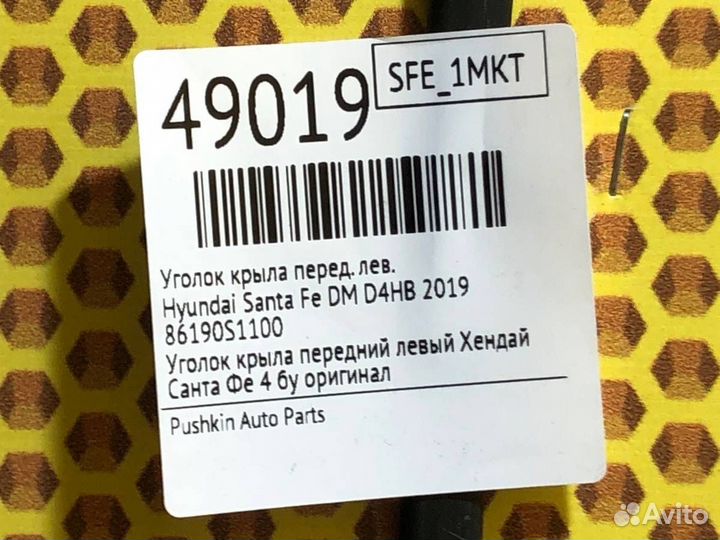 49019
SFE_1MKT
Уголок крыла перед. лев.
Hyundai Santa Fe DM D4HB 2019
86190S1100
Уголок крыла передний левый Хендай
Санта Фе 4 бу оригинал
Pushkin Auto Parts
Avito